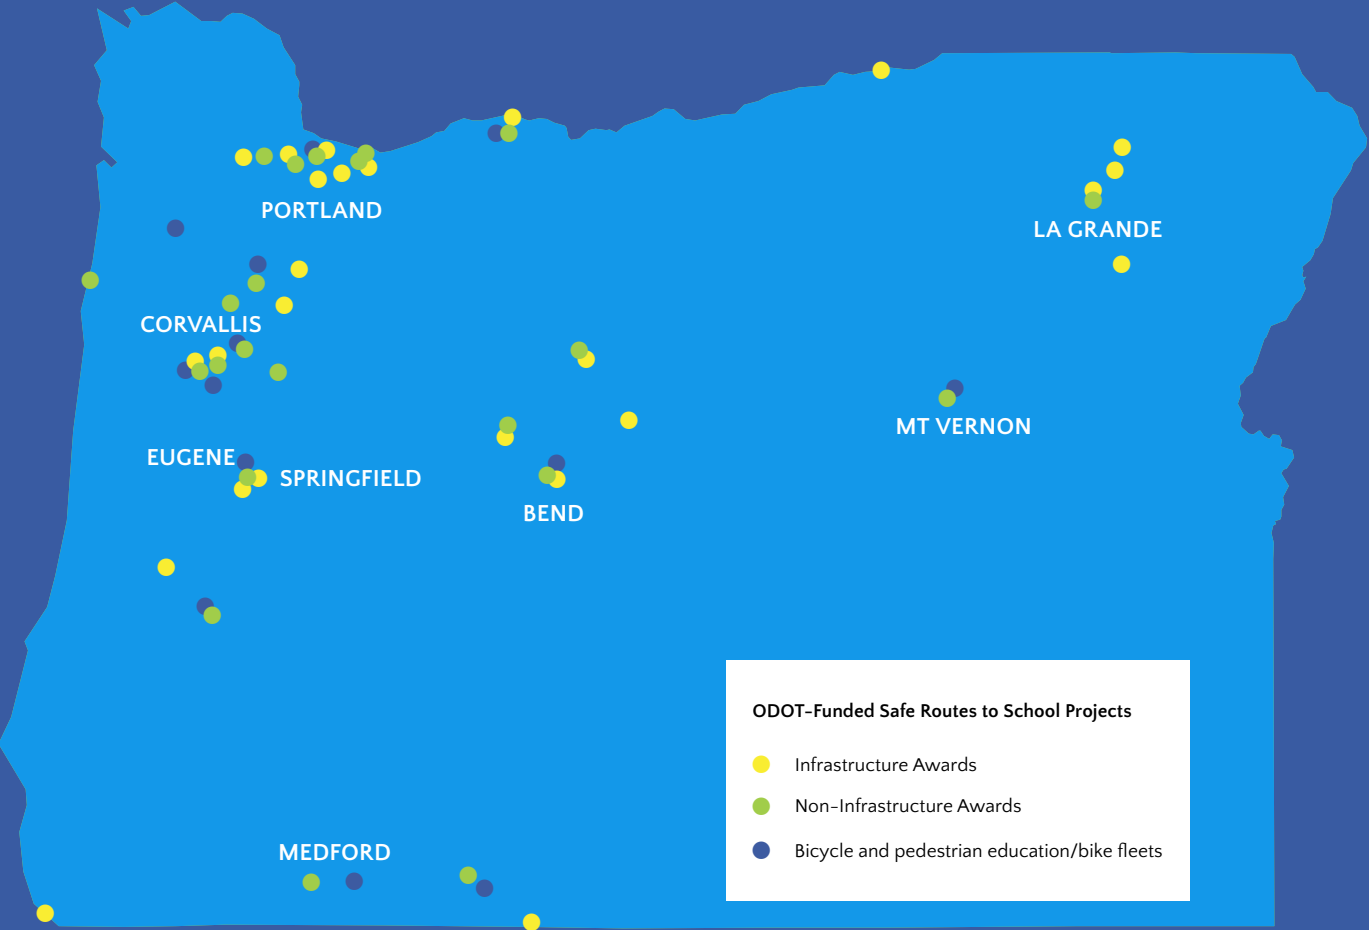 PORTLAND
LA GRANDE
CORVALLIS
MT VERNON
EUGENE
SPRINGFIELD
BEND
ODOT-Funded Safe Routes to School Projects
Infrastructure Awards
Non-Infrastructure Awards
Bicycle and pedestrian education/bike fleets
MEDFORD